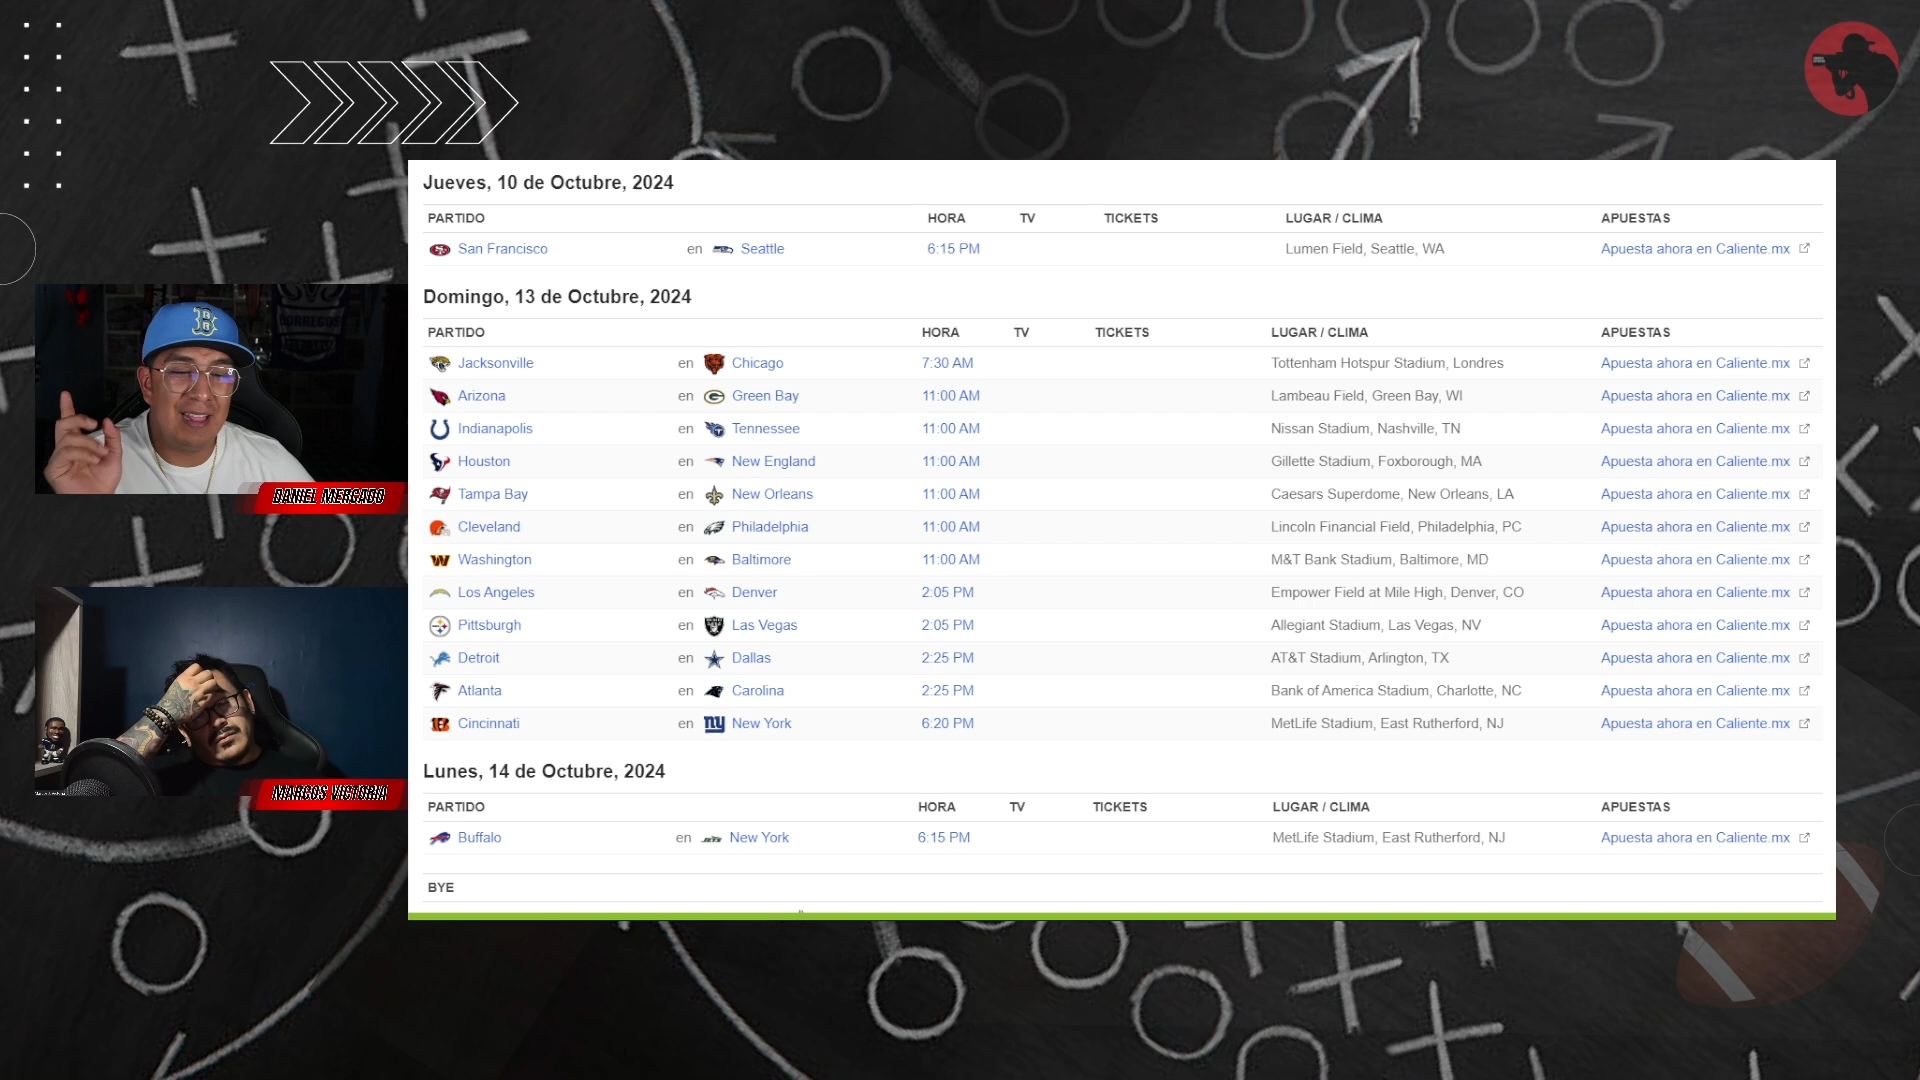 Jueves, 10 de Octubre, 2024
PARTIDO HORA TV TICKETS LUGAR / CLIMA APUESTAS
San Francisco en Seattle 6:15 PM Lumen Field, Seattle, WA Apuesta ahora en Caliente.mx
Domingo, 13 de Octubre, 2024
PARTIDO HORA TV TICKETS LUGAR / CLIMA APUESTAS
Jacksonville en Chicago 7:30 AM Tottenham Hotspur Stadium, Londres Apuesta ahora en Caliente.mx
Arizona en Green Bay 11:00 AM Lambeau Field, Green Bay, WI Apuesta ahora en Caliente.mx
Indianapolis en Tennessee 11:00 AM Nissan Stadium, Nashville, TN Apuesta ahora en Caliente.mx
Houston en New England 11:00 AM Gillette Stadium, Foxborough, MA Apuesta ahora en Caliente.mx
Tampa Bay en New Orleans 11:00 AM Caesars Superdome, New Orleans, LA Apuesta ahora en Caliente.mx
Cleveland en Philadelphia 11:00 AM Lincoln Financial Field, Philadelphia, PC Apuesta ahora en Caliente.mx
Washington en Baltimore 11:00 AM M&T Bank Stadium, Baltimore, MD Apuesta ahora en Caliente.mx
Los Angeles en Denver 2:05 PM Empower Field at Mile High, Denver, CO Apuesta ahora en Caliente.mx
Pittsburgh en Las Vegas 2:05 PM Allegiant Stadium, Las Vegas, NV Apuesta ahora en Caliente.mx
Detroit en Dallas 2:25 PM AT&T Stadium, Arlington, TX Apuesta ahora en Caliente.mx
Atlanta en Carolina 2:25 PM Bank of America Stadium, Charlotte, NC Apuesta ahora en Caliente.mx
Cincinnati en New York 6:20 PM MetLife Stadium, East Rutherford, NJ Apuesta ahora en Caliente.mx
Lunes, 14 de Octubre, 2024
PARTIDO HORA TV TICKETS LUGAR / CLIMA APUESTAS
Buffalo en New York 6:15 PM MetLife Stadium, East Rutherford, NJ Apuesta ahora en Caliente.mx
BYE
B
BORREGOS
DANIEL MERCADO
MARCOS VICTORIA